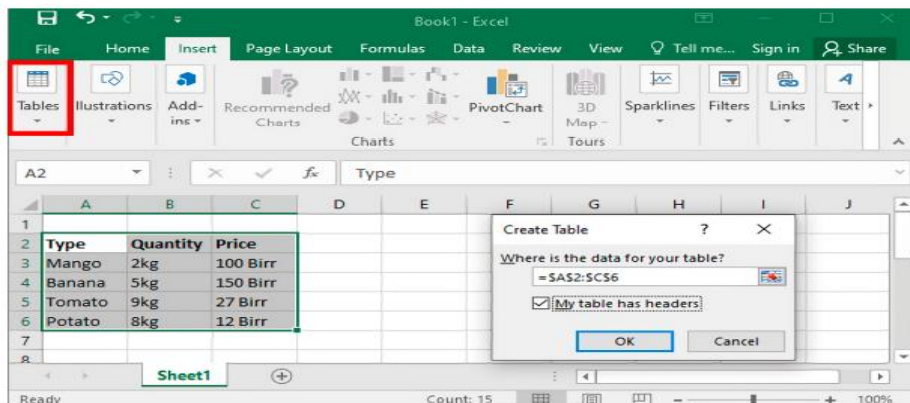 Book1 - Excel
File Home Insert Page Layout Formulas Data Review View Tell me... Sign in Share
Tables Illustrations Add-ins Recommended Charts PivotChart 3D Map Sparklines Filters Links Text
Charts Tours
A2 fx Type
A B C D E F G H I J
1
2 Type Quantity Price
3 Mango 2kg 100 Birr
4 Banana 5kg 150 Birr
5 Tomato 9kg 27 Birr
6 Potato 8kg 12 Birr
7
8
Create Table ?
Where is the data for your table?
=$A$2:$C$6
My table has headers
OK Cancel
Sheet1
Ready Count: 15 100%